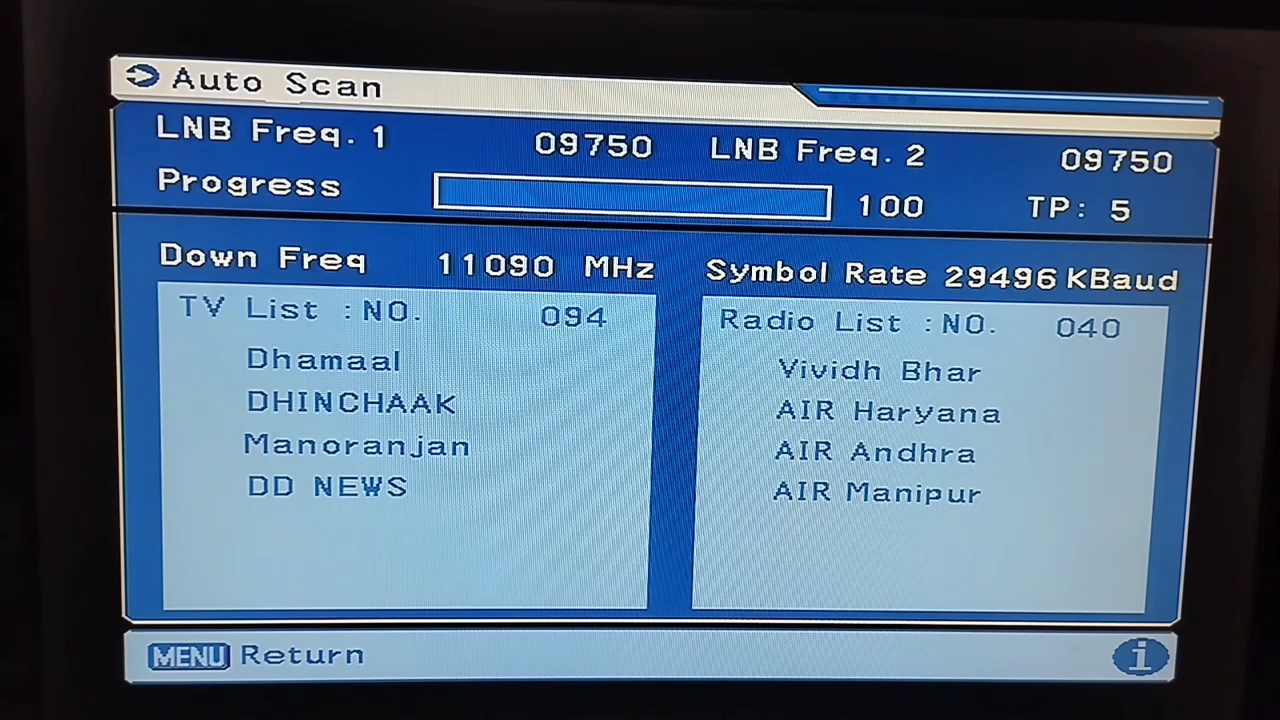 Auto Scan
LNB Freq. 1 09750 LNB Freq. 2 09750
Progress 100 TP: 5
Down Freq 11090 MHz Symbol Rate 29496 KBaud
TV List :NO. 094
Dhamaal
DHINCHAAK
Manoranjan
DD NEWS
Radio List :NO. 040
Vividh Bhar
AIR Haryana
AIR Andhra
AIR Manipur
MENU Return i